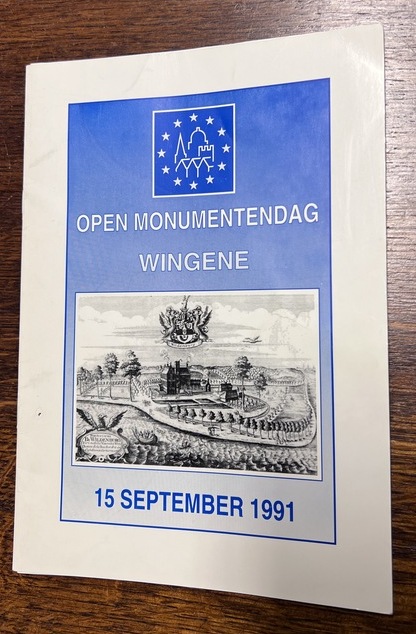 OPEN MONUMENTENDAG
WINGENE
15 SEPTEMBER 1991